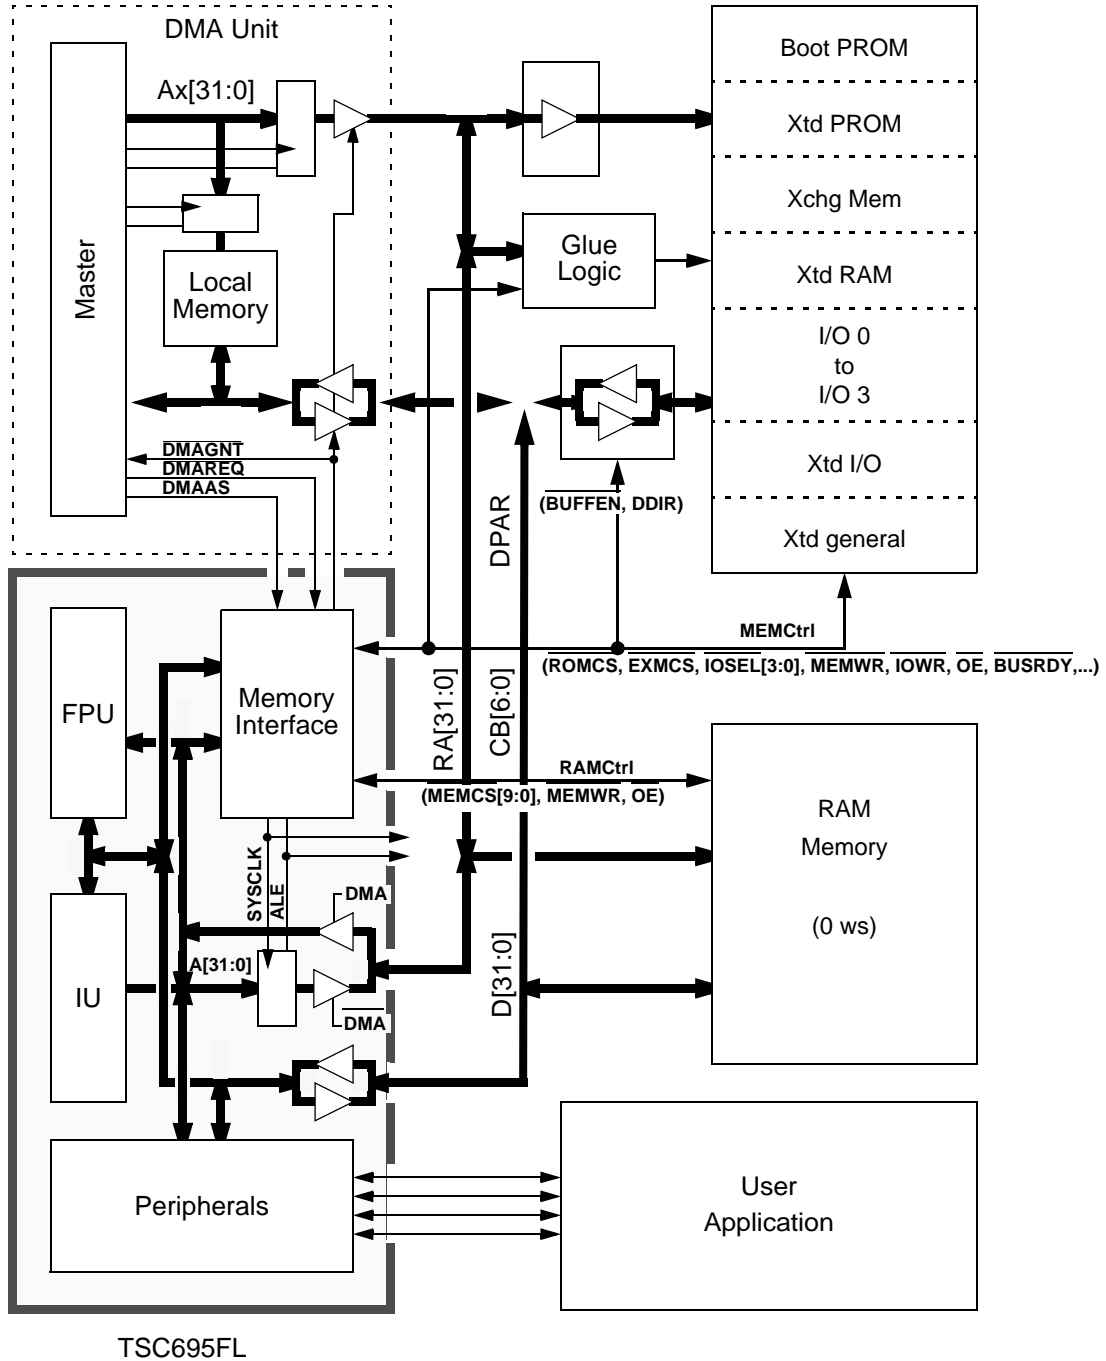 DMA Unit
Ax[31:0]
Master
Local
Memory
DMAGNT
DMAREQ
DMAAS
Boot PROM
Xtd PROM
Xchg Mem
Xtd RAM
I/O 0
to
I/O 3
Xtd I/O
Xtd general
Glue
Logic
(BUFFEN, DDIR)
DPAR
MEMCtrl
(ROMCS, EXMCS, IOSEL[3:0], MEMWR, IOWR, OE, BUSRDY,...)
RA[31:0]
CB[6:0]
FPU
Memory
Interface
RAMCtrl
(MEMCS[9:0], MEMWR, OE)
RAM
Memory
(0 ws)
SYSCLK
ALE
DMA
A[31:0]
IU
DMA
D[31:0]
Peripherals
User
Application
TSC695FL